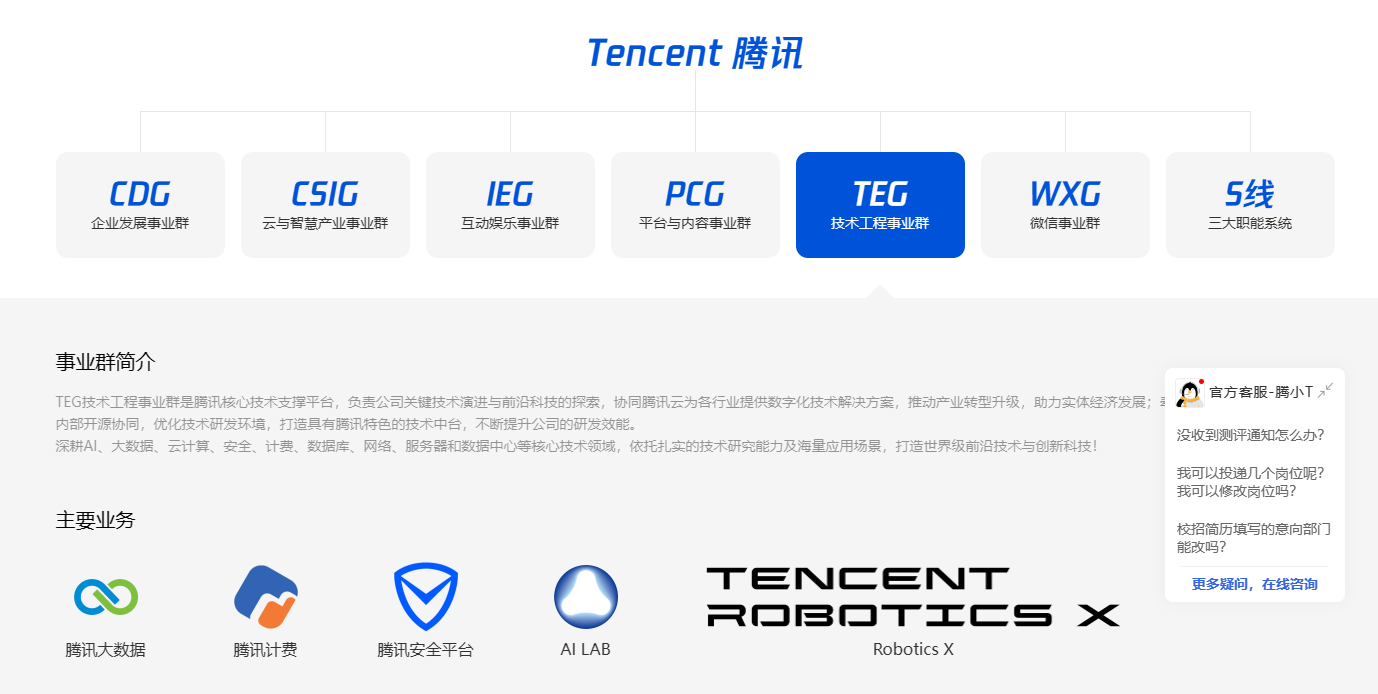 Tencent 腾讯
CDG
企业发展事业群
CSIG
云与智慧产业事业群
IEG
互动娱乐事业群
PCG
平台与内容事业群
TEG
技术工程事业群
WXG
微信事业群
S线
三大职能系统
事业群简介
TEG技术工程事业群是腾讯核心技术支撑平台，负责公司关键技术演进与前沿科技的探索，协同腾讯云为各行业提供数字化技术解决方案，推动产业转型升级，助力实体经济发展；
内部开源协同，优化技术研发环境，打造具有腾讯特色的技术中台，不断提升公司的研发效能。
深耕AI、大数据、云计算、安全、计费、数据库、网络、服务器和数据中心等核心技术领域，依托扎实的技术研究能力及海量应用场景，打造世界级前沿技术与创新科技！
官方客服-腾小T
没收到测评通知怎么办？
我可以投递几个岗位呢？
我可以修改岗位吗？
校招简历填写的意向部门
能改吗？
更多疑问，在线咨询
主要业务
腾讯大数据
腾讯计费
腾讯安全平台
AI LAB
TENCENT
ROBOTICS X
Robotics X